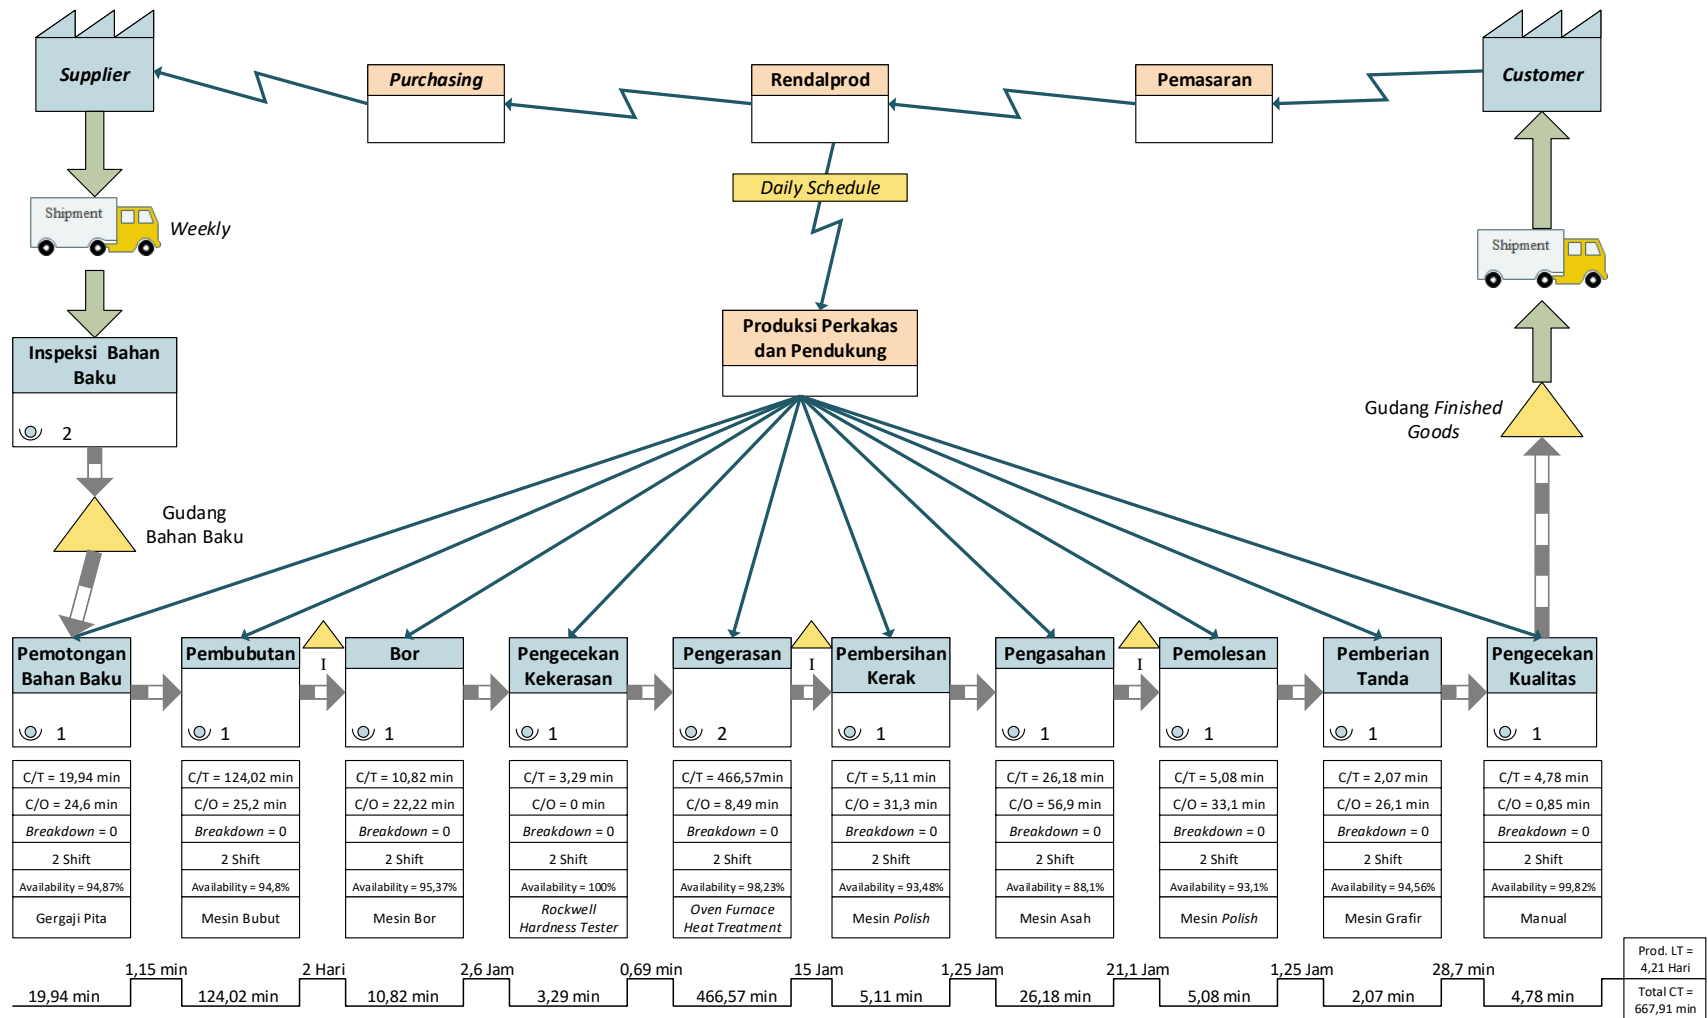 Supplier
Purchasing
Rendalprod
Pemasaran
Customer
Daily Schedule
Shipment
Weekly
Shipment
Produksi Perkakas
dan Pendukung
Inspeksi Bahan
Baku
2
Gudang Finished
Goods
Gudang
Bahan Baku
Pemotongan
Bahan Baku
1
Pembubutan
1
I
Bor
1
Pengecekan
Kekerasan
1
Pengerasan
2
I
Pembersihan
Kerak
1
Pengasahan
1
I
Pemolesan
1
Pemberian
Tanda
1
Pengecekan
Kualitas
1
C/T = 19,94 min
C/O = 24,6 min
Breakdown = 0
2 Shift
Availability = 94,87%
Gergaji Pita
C/T = 124,02 min
C/O = 25,2 min
Breakdown = 0
2 Shift
Availability = 94,8%
Mesin Bubut
C/T = 10,82 min
C/O = 22,22 min
Breakdown = 0
2 Shift
Availability = 95,37%
Mesin Bor
C/T = 3,29 min
C/O = 0 min
Breakdown = 0
2 Shift
Availability = 100%
Rockwell
Hardness Tester
C/T = 466,57min
C/O = 8,49 min
Breakdown = 0
2 Shift
Availability = 98,23%
Oven Furnace
Heat Treatment
C/T = 5,11 min
C/O = 31,3 min
Breakdown = 0
2 Shift
Availability = 93,48%
Mesin Polish
C/T = 26,18 min
C/O = 56,9 min
Breakdown = 0
2 Shift
Availability = 88,1%
Mesin Asah
C/T = 5,08 min
C/O = 33,1 min
Breakdown = 0
2 Shift
Availability = 93,1%
Mesin Polish
C/T = 2,07 min
C/O = 26,1 min
Breakdown = 0
2 Shift
Availability = 94,56%
Mesin Grafir
C/T = 4,78 min
C/O = 0,85 min
Breakdown = 0
2 Shift
Availability = 99,82%
Manual
1,15 min
2 Hari
2,6 Jam
0,69 min
15 Jam
1,25 Jam
21,1 Jam
1,25 Jam
28,7 min
19,94 min
124,02 min
10,82 min
3,29 min
466,57 min
5,11 min
26,18 min
5,08 min
2,07 min
4,78 min
Prod. LT =
4,21 Hari
Total CT =
667,91 min